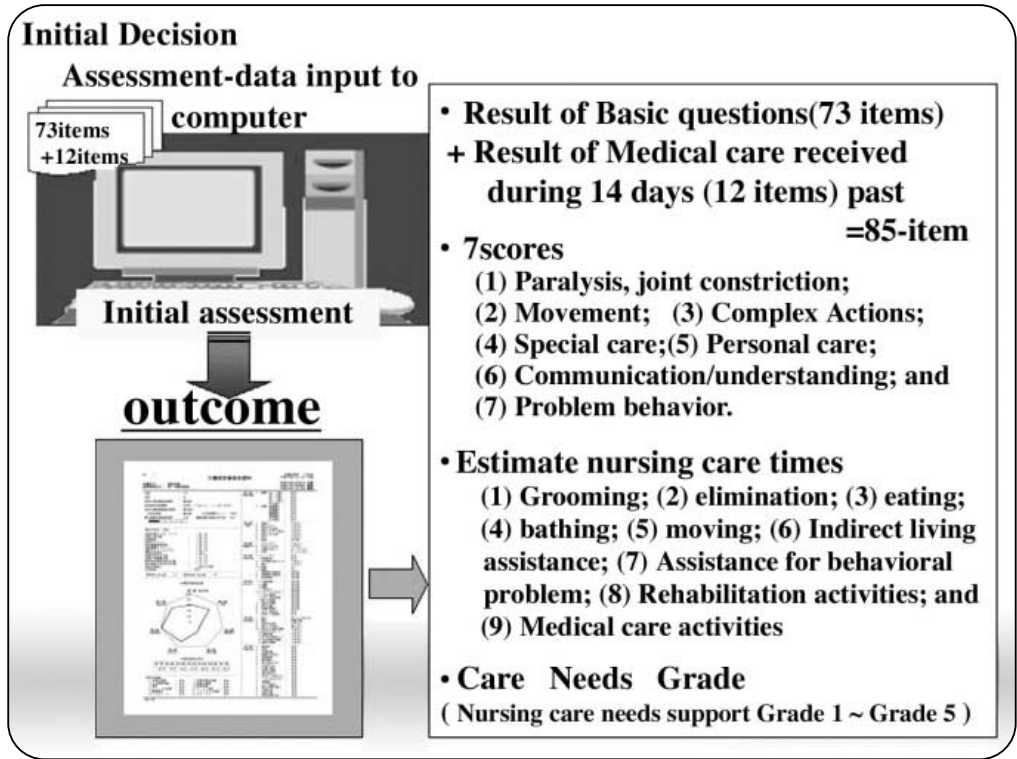 Initial Decision
Assessment-data input to
computer
73items
+12items
Initial assessment
outcome
• Result of Basic questions(73 items)
+ Result of Medical care received
during 14 days (12 items) past
=85-item
• 7scores
(1) Paralysis, joint constriction;
(2) Movement; (3) Complex Actions;
(4) Special care;(5) Personal care;
(6) Communication/understanding; and
(7) Problem behavior.
• Estimate nursing care times
(1) Grooming; (2) elimination; (3) eating;
(4) bathing; (5) moving; (6) Indirect living
assistance; (7) Assistance for behavioral
problem; (8) Rehabilitation activities; and
(9) Medical care activities
• Care Needs Grade
( Nursing care needs support Grade 1 ~ Grade 5 )